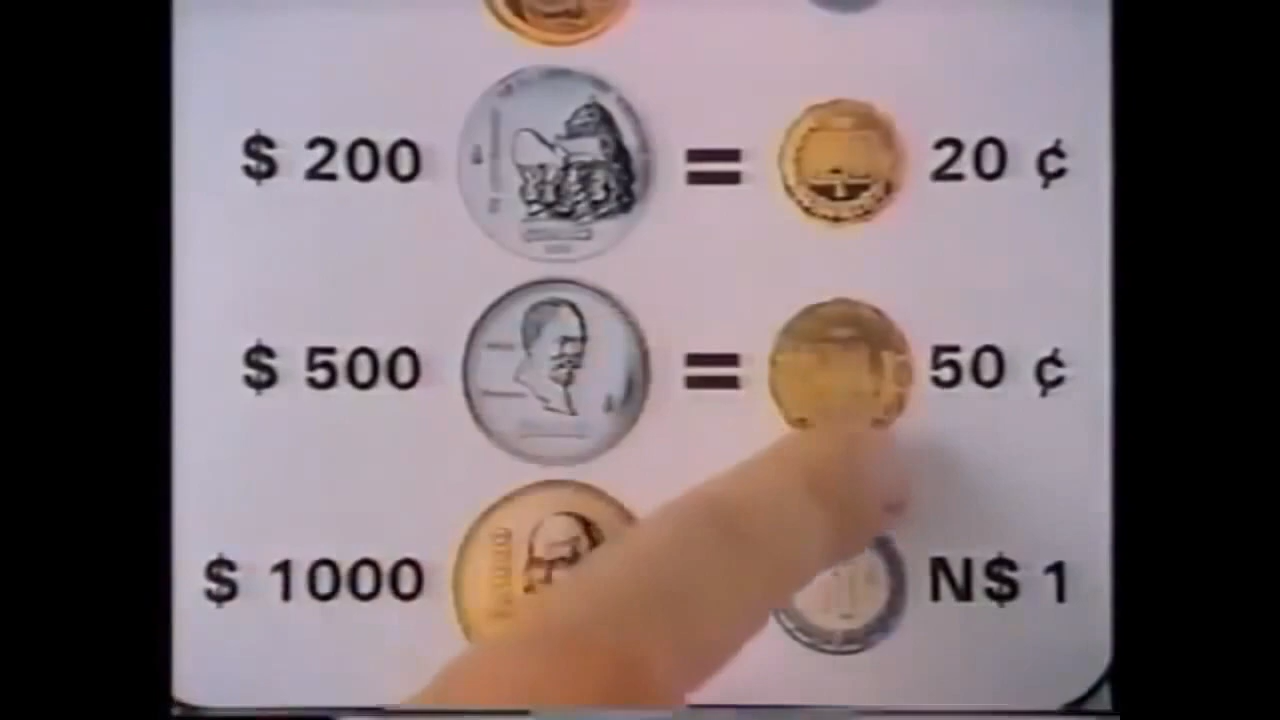 $ 200 = 20 ¢
$ 500 = 50 ¢
$ 1000 N$ 1